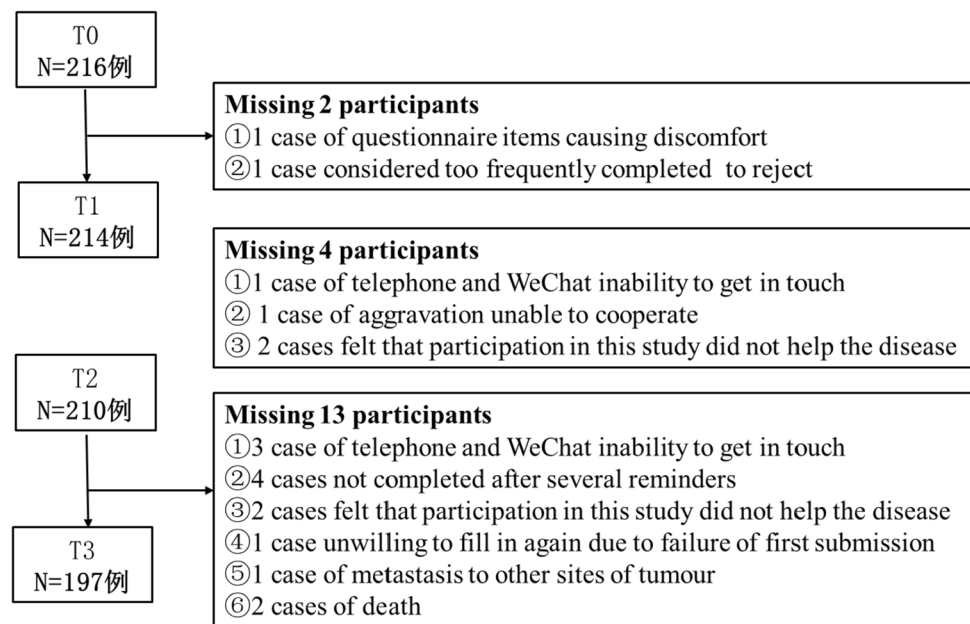 T0
N=216例
Missing 2 participants
①1 case of questionnaire items causing discomfort
②1 case considered too frequently completed to reject
T1
N=214例
Missing 4 participants
①1 case of telephone and WeChat inability to get in touch
② 1 case of aggravation unable to cooperate
③ 2 cases felt that participation in this study did not help the disease
T2
N=210例
Missing 13 participants
①3 case of telephone and WeChat inability to get in touch
②4 cases not completed after several reminders
③2 cases felt that participation in this study did not help the disease
④1 case unwilling to fill in again due to failure of first submission
⑤1 case of metastasis to other sites of tumour
⑥2 cases of death
T3
N=197例